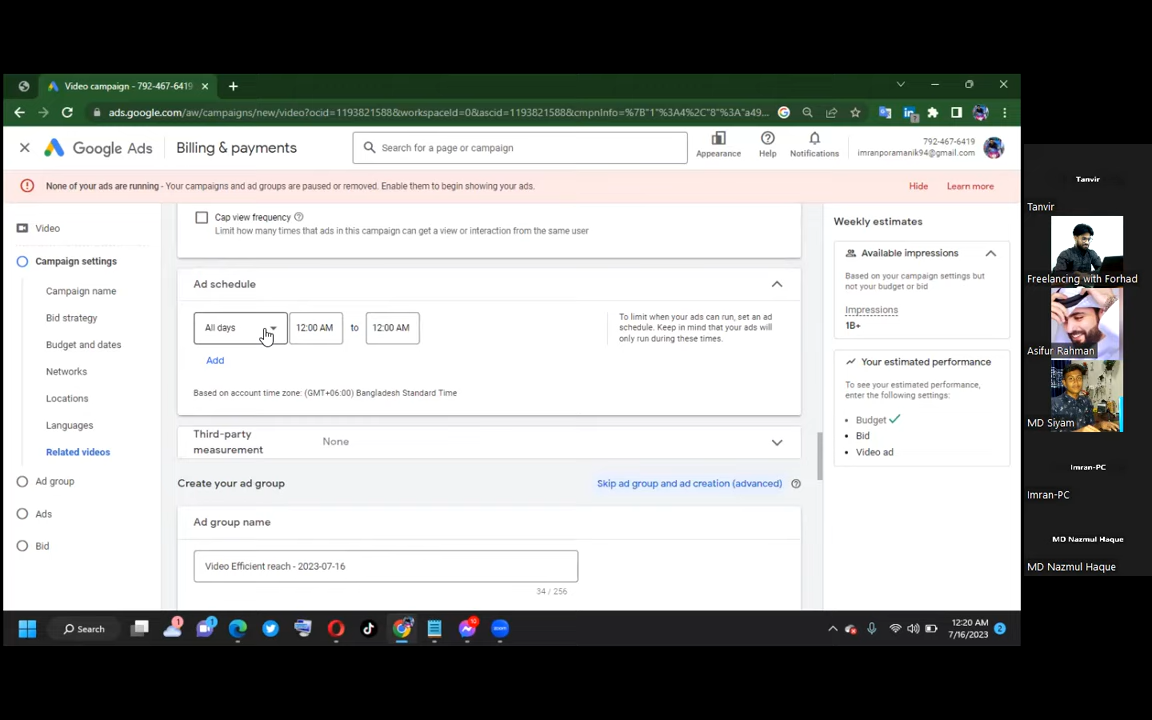 Video campaign - 792-467-6419
ads.google.com/aw/campaigns/new/video?ocid=1193821588&workspaceId=0&ascid=1193821588&cmpnInfo=%7B"1"%3A4%2C"8"%3A"a49...
Google Ads
Billing & payments
Search for a page or campaign
Appearance
Help
Notifications
792-467-6419
imranporamanik94@gmail.com
None of your ads are running - Your campaigns and ad groups are paused or removed. Enable them to begin showing your ads.
Hide
Learn more
Video
Campaign settings
Campaign name
Bid strategy
Budget and dates
Networks
Locations
Languages
Related videos
Ad group
Ads
Bid
Cap view frequency
Limit how many times that ads in this campaign can get a view or interaction from the same user
Ad schedule
All days
12:00 AM
to
12:00 AM
Add
To limit when your ads can run, set an ad
schedule. Keep in mind that your ads will
only run during these times.
Based on account time zone: (GMT+06:00) Bangladesh Standard Time
Third-party
measurement
None
Create your ad group
Skip ad group and ad creation (advanced)
Ad group name
Video Efficient reach - 2023-07-16
34 / 256
Weekly estimates
Available impressions
Based on your campaign settings but
not your budget or bid
Impressions
1B+
Your estimated performance
To see your estimated performance,
enter the following settings:
Budget
Bid
Video ad
Tanvir
Tanvir
Freelancing with Forhad
Asifur Rahman
MD Siyam
Imran-PC
Imran-PC
MD Nazmul Haque
MD Nazmul Haque
Search
12:20 AM
7/16/2023